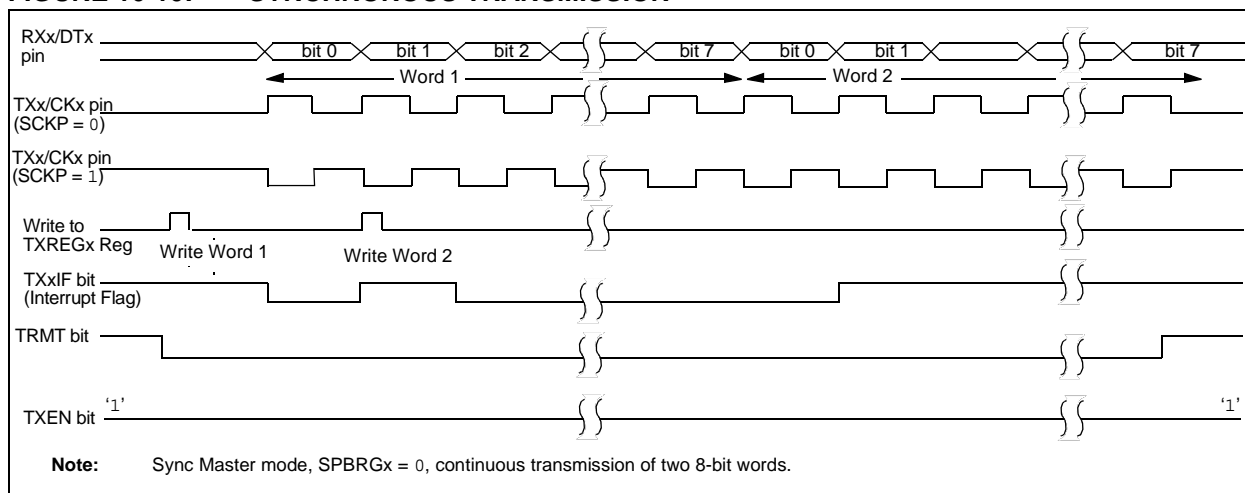 RXx/DTx
pin
bit 0 bit 1 bit 2 bit 7 bit 0 bit 1 bit 7
Word 1 Word 2
TXx/CKx pin
(SCKP = 0)
TXx/CKx pin
(SCKP = 1)
Write to
TXREGx Reg
Write Word 1 Write Word 2
TXxIF bit
(Interrupt Flag)
TRMT bit
TXEN bit
‘1’ ‘1’
Note: Sync Master mode, SPBRGx = 0, continuous transmission of two 8-bit words.